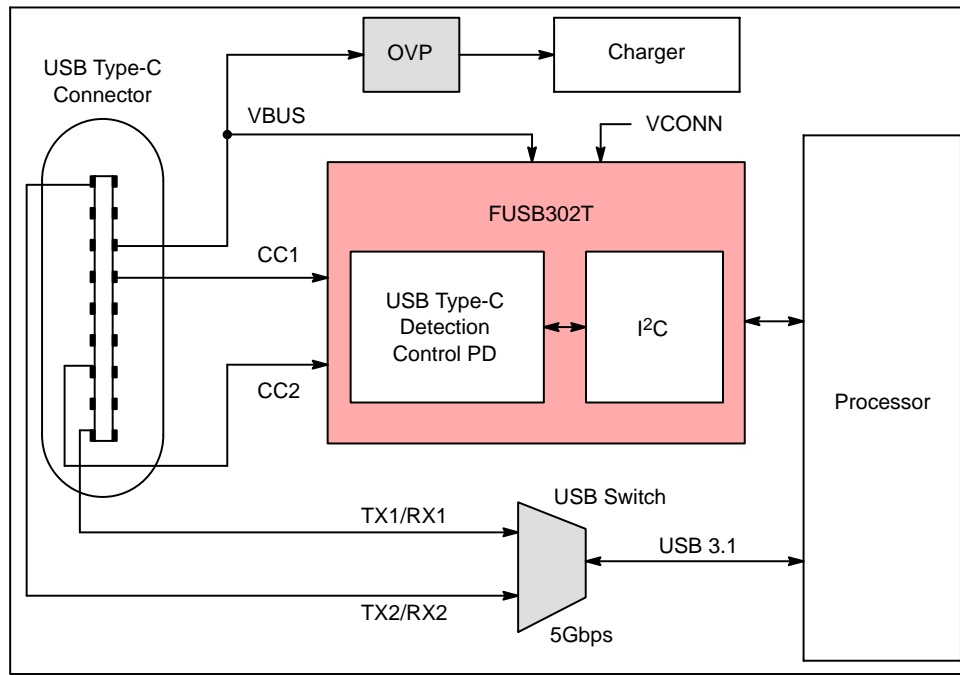 OVP
Charger
USB Type-C
Connector
VBUS
VCONN
FUSB302T
CC1
USB Type-C
Detection
Control PD
I²C
CC2
Processor
USB Switch
TX1/RX1
USB 3.1
TX2/RX2
5Gbps